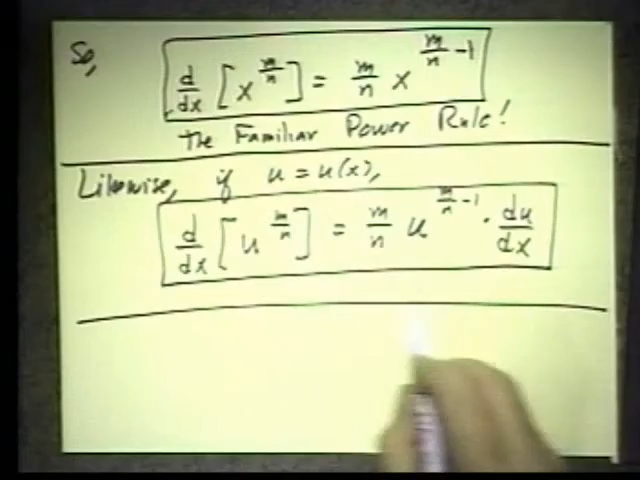 So, d/dx [x^(m/n)] = m/n x^(m/n - 1)
The Familiar Power Rule!
Likewise, if u = u(x),
d/dx [u^(m/n)] = m/n u^(m/n - 1) · du/dx